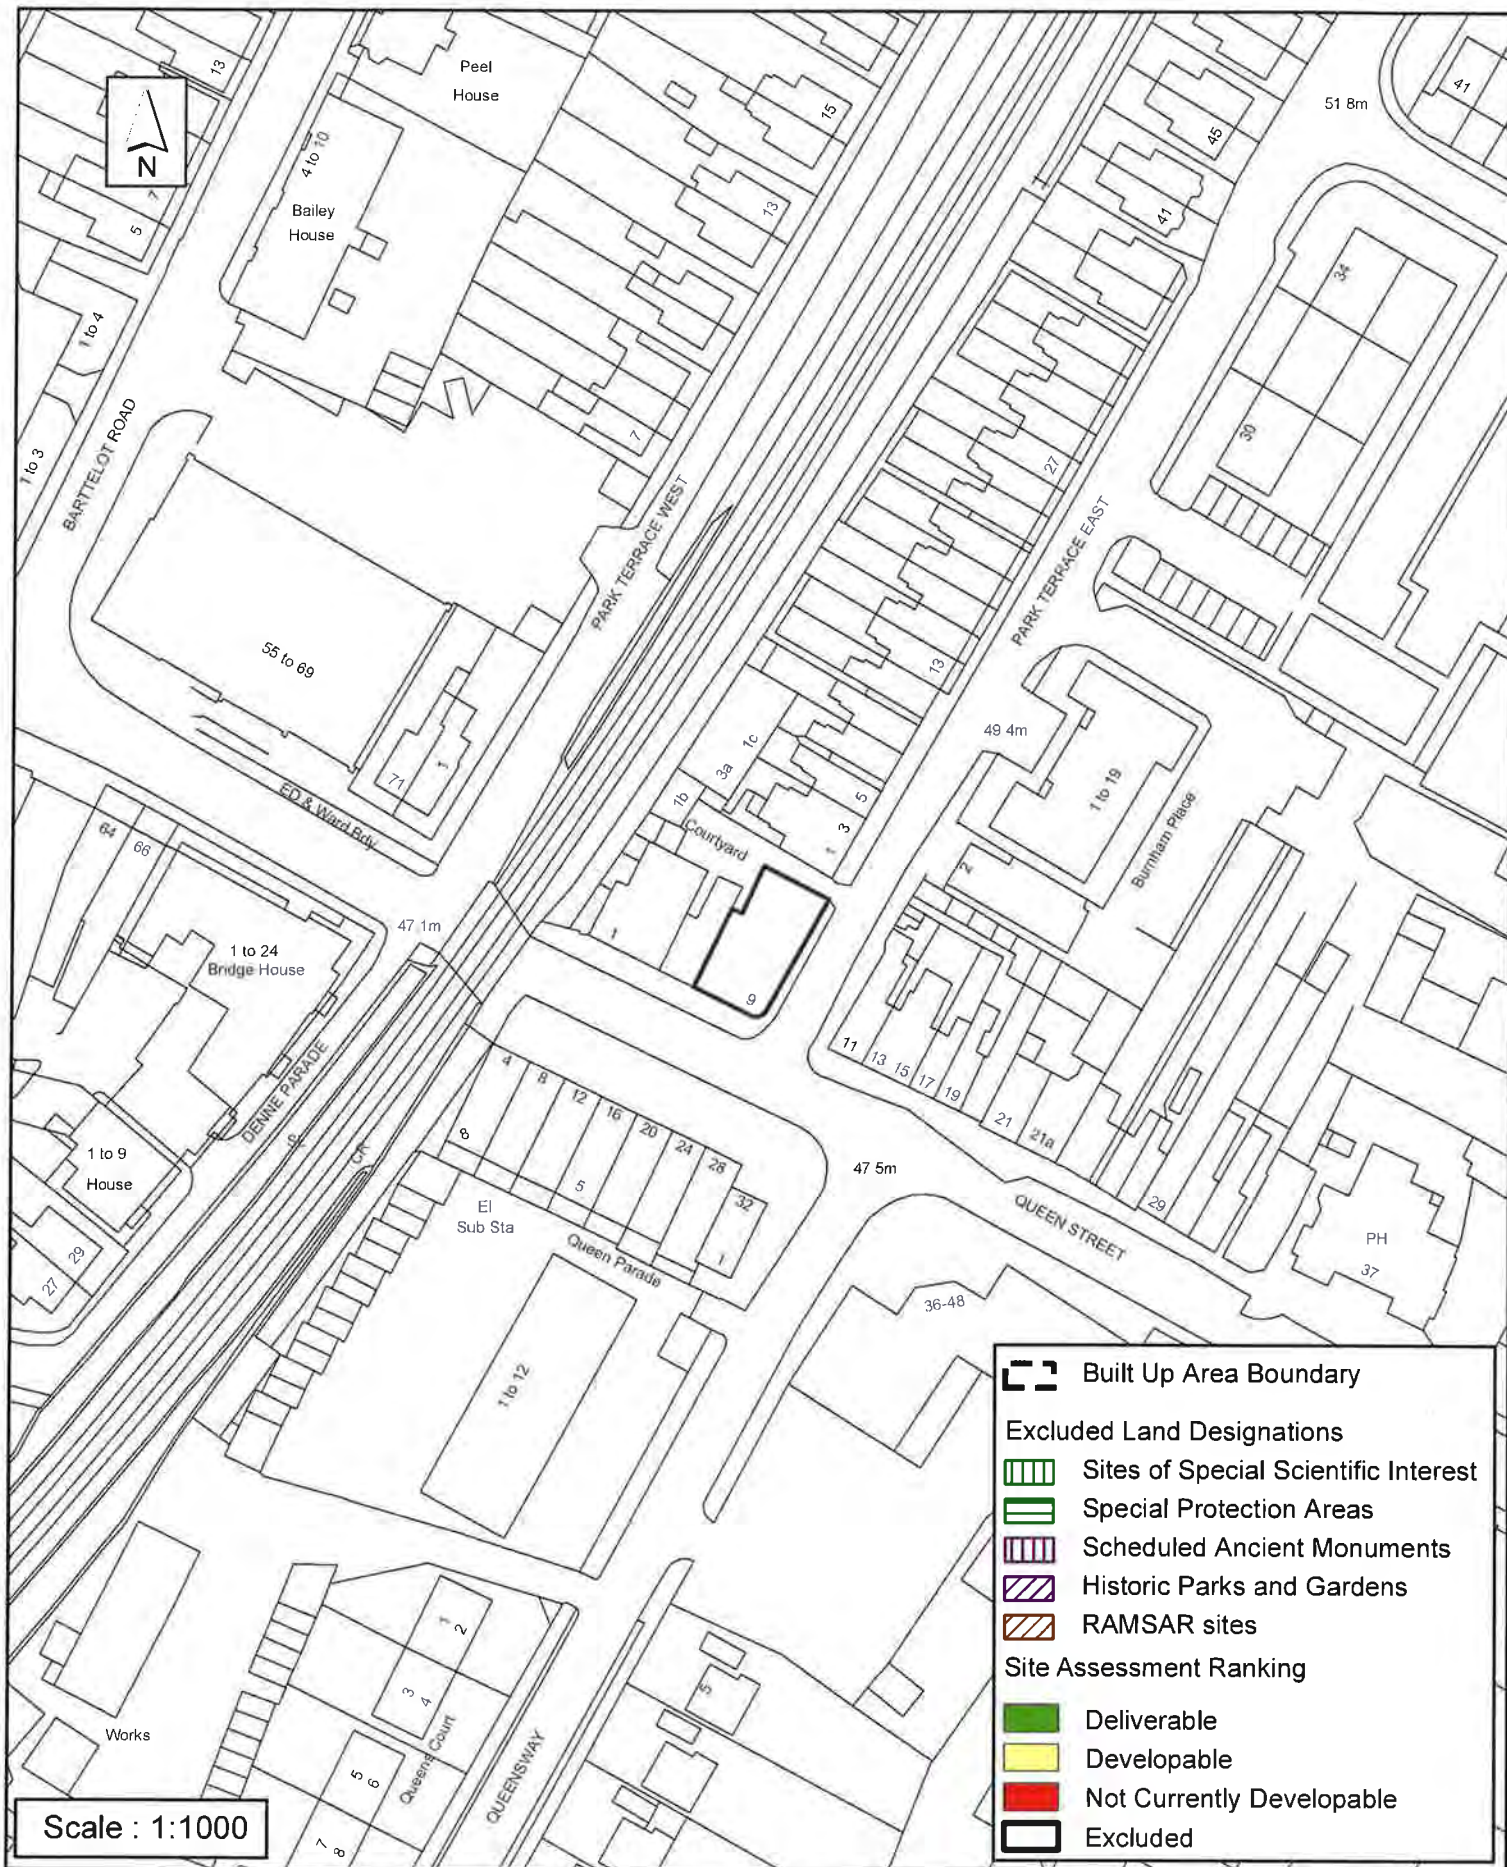 13
N
7
5
Peel
House
4 to 10
Bailey
House
15
13
45
41
41
51 8m
34
30
1 to 4
1 to 3
BARTTELOT ROAD
7
PARK TERRACE WEST
27
PARK TERRACE EAST
13
55 to 69
71
1
ED & Ward Bdy
1c
3a
1b
5
3
1
Courtyard
49 4m
1 to 19
Burnham Place
2
64
66
47 1m
1 to 24
Bridge House
1
9
DENNE PARADE
CR
1 to 9
House
29
27
4
8
12
16
20
24
28
32
8
5
1
El
Sub Sta
Queen Parade
11
13
15
17
19
21
21a
29
47 5m
QUEEN STREET
PH
37
36-48
1 to 12
1
2
3
4
5
6
7
8
Queens Court
QUEENSWAY
5
Works
Scale : 1:1000
Built Up Area Boundary
Excluded Land Designations
Sites of Special Scientific Interest
Special Protection Areas
Scheduled Ancient Monuments
Historic Parks and Gardens
RAMSAR sites
Site Assessment Ranking
Deliverable
Developable
Not Currently Developable
Excluded